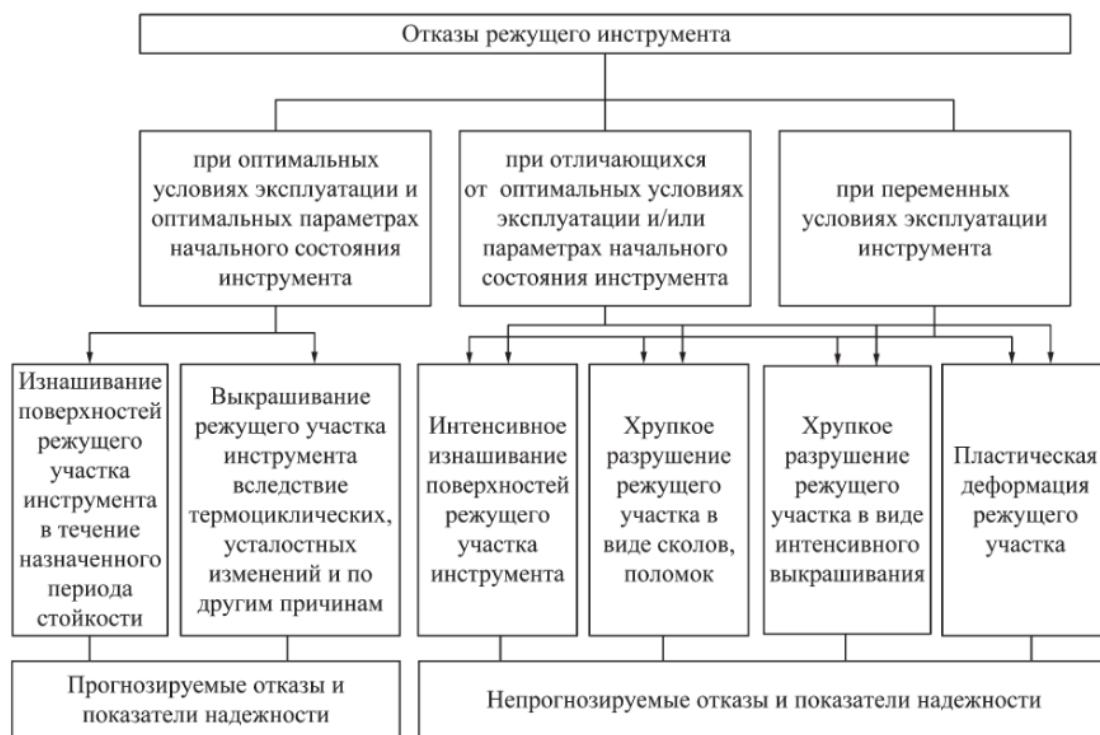 Отказы режущего инструмента
при оптимальных
условиях эксплуатации и
оптимальных параметрах
начального состояния
инструмента
при отличающихся
от оптимальных условиях
эксплуатации и/или
параметрах начального
состояния инструмента
при переменных
условиях эксплуатации
инструмента
Изнашивание
поверхностей
режущего
участка
инструмента
в течение
назначенного
периода
стойкости
Выкрашивание
режущего участка
инструмента
вследствие
термоциклических,
усталостных
изменений и по
другим причинам
Интенсивное
изнашивание
поверхностей
режущего
участка
инструмента
Хрупкое
разрушение
режущего
участка в
виде сколов,
поломок
Хрупкое
разрушение
режущего
участка в виде
интенсивного
выкрашивания
Пластическая
деформация
режущего
участка
Прогнозируемые отказы и
показатели надежности
Непрогнозируемые отказы и показатели надежности